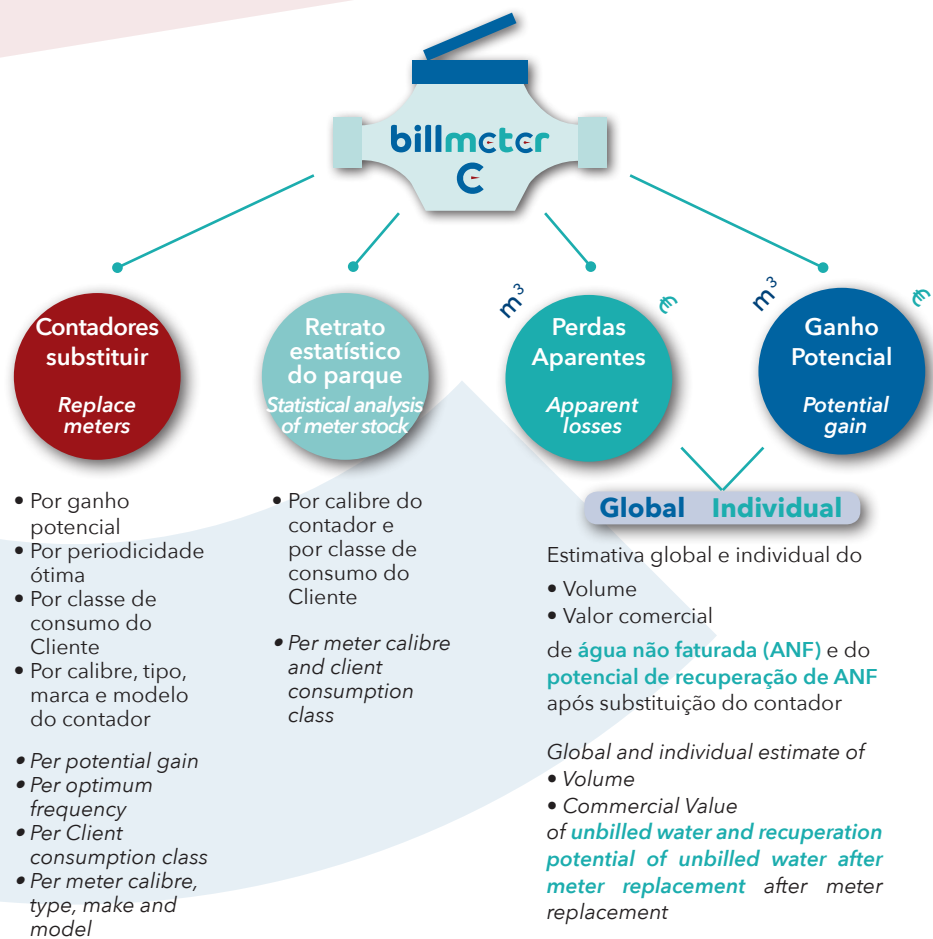 billmeter
Contadores
substituir
Replace
meters
• Por ganho
potencial
• Por periodicidade
ótima
• Por classe de
consumo do
Cliente
• Por calibre, tipo,
marca e modelo
do contador
• Per potential gain
• Per optimum
frequency
• Per Client
consumption class
• Per meter calibre,
type, make and
model
Retrato
estatístico
do parque
Statistical analysis
of meter stock
• Por calibre do
contador e
por classe de
consumo do
Cliente
• Per meter calibre
and client
consumption
class
m³ €
Perdas
Aparentes
Apparent
losses
m³ €
Ganho
Potencial
Potential
gain
Global Individual
Estimativa global e individual do
• Volume
• Valor comercial
de água não faturada (ANF) e do
potencial de recuperação de ANF
após substituição do contador
Global and individual estimate of
• Volume
• Commercial Value
of unbilled water and recuperation
potential of unbilled water after
meter replacement after meter
replacement